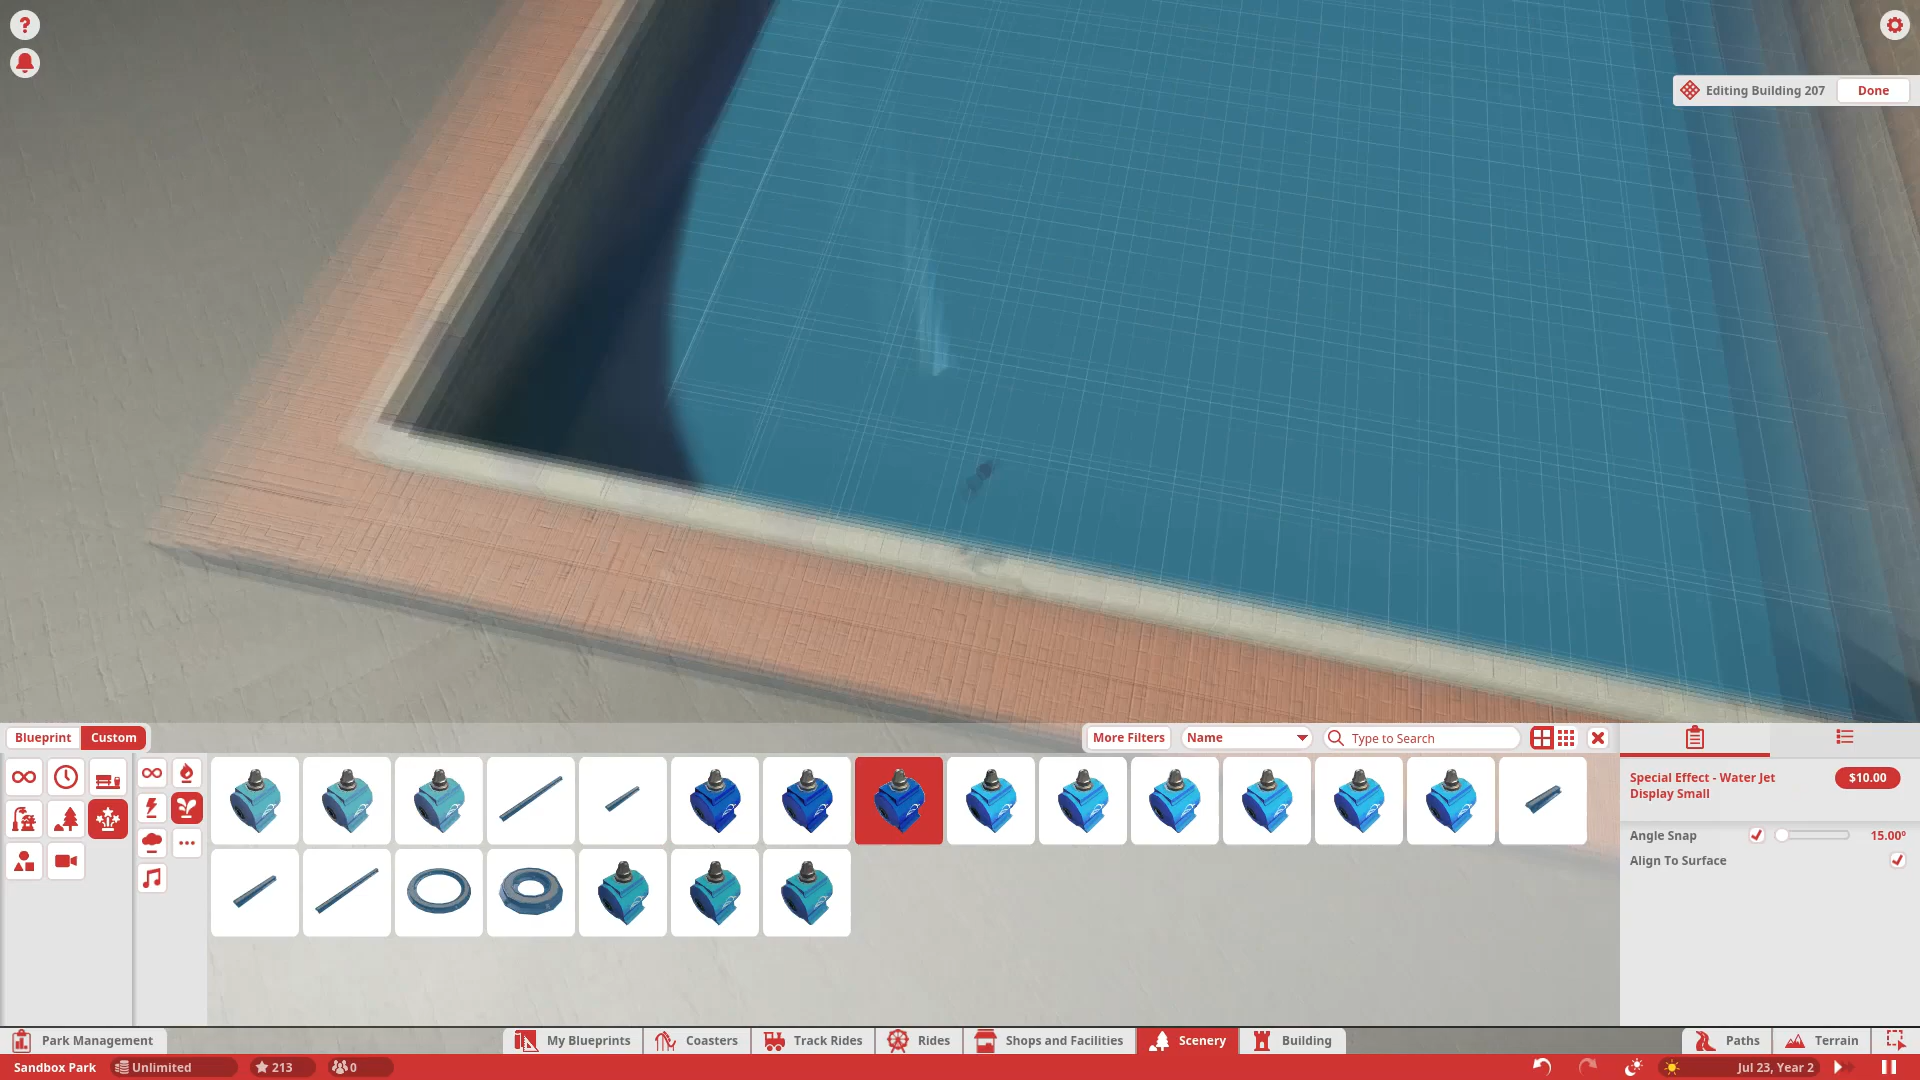 ?
Editing Building 207
Done
Blueprint
Custom
More Filters
Name
Type to Search
Special Effect - Water Jet
Display Small
$10.00
Angle Snap
15.00º
Align To Surface
Park Management
My Blueprints
Coasters
Track Rides
Rides
Shops and Facilities
Scenery
Building
Paths
Terrain
Sandbox Park
Unlimited
213
0
Jul 23, Year 2